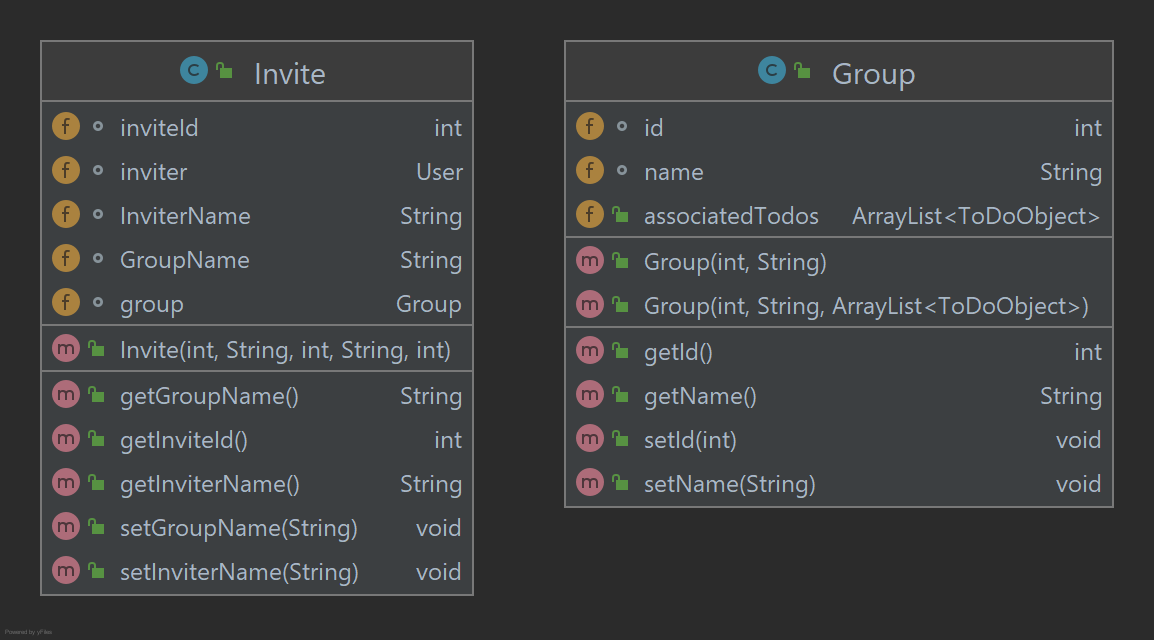 Invite
inviteId int
inviter User
InviterName String
GroupName String
group Group
Invite(int, String, int, String, int)
getGroupName() String
getInviteId() int
getInviterName() String
setGroupName(String) void
setInviterName(String) void
Group
id int
name String
associatedTodos ArrayList<ToDoObject>
Group(int, String)
Group(int, String, ArrayList<ToDoObject>)
getId() int
getName() String
setId(int) void
setName(String) void
Powered by yFiles